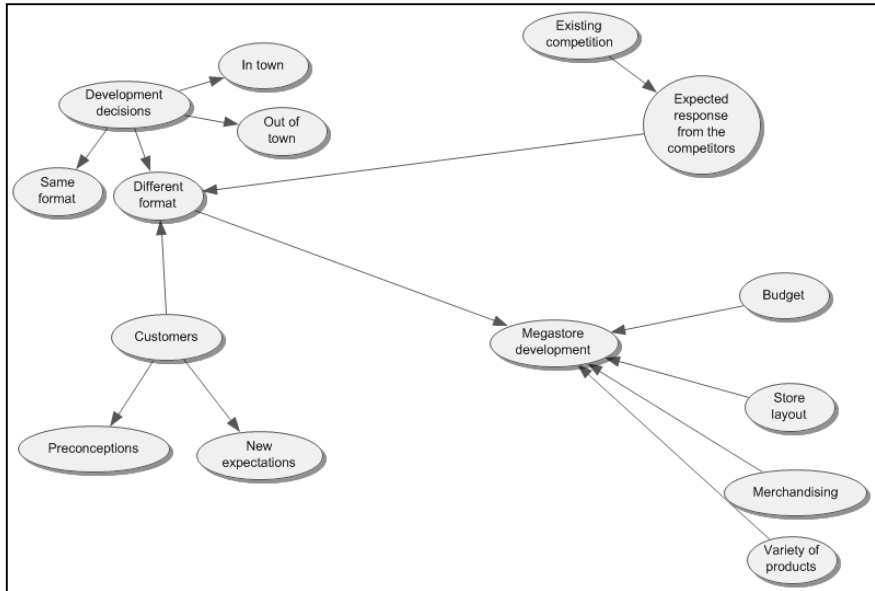 Existing
competition
In town
Development
decisions
Expected
response
from the
competitors
Out of
town
Same
format
Different
format
Budget
Customers
Megastore
development
Store
layout
Preconceptions
New
expectations
Merchandising
Variety of
products